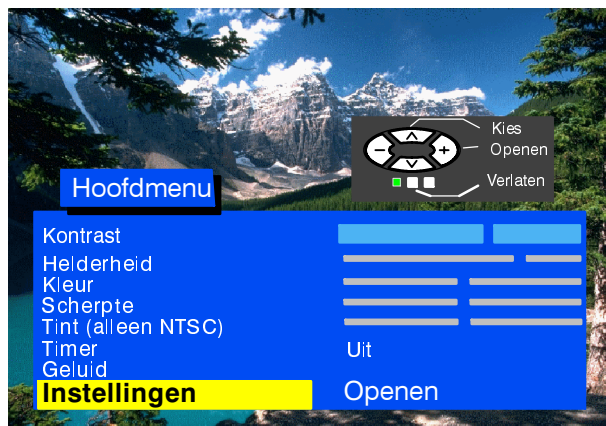 Kies
Openen
Verlaten
Hoofdmenu
Kontrast
Helderheid
Kleur
Scherpte
Tint (alleen NTSC)
Timer Uit
Geluid
Instellingen Openen